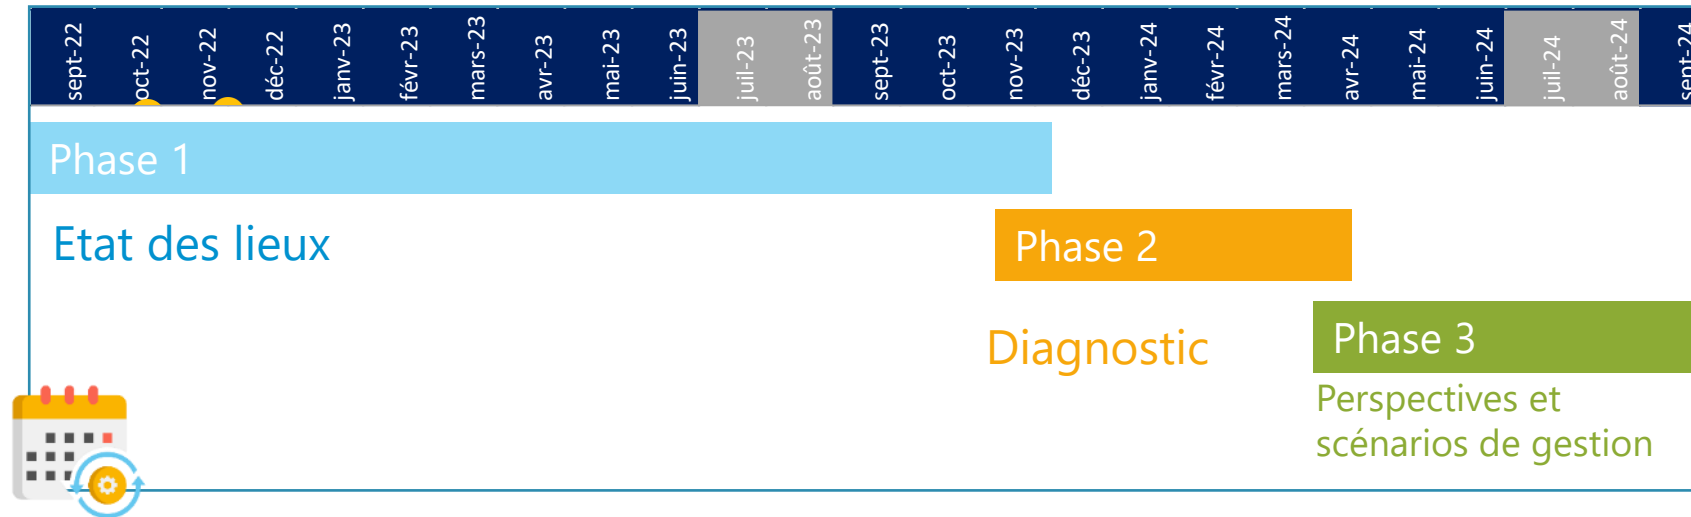 sept-22 oct-22 nov-22 déc-22 janv-23 févr-23 mars-23 avr-23 mai-23 juin-23 juil-23 août-23 sept-23 oct-23 nov-23 déc-23 janv-24 févr-24 mars-24 avr-24 mai-24 juin-24 juil-24 août-24 sept-24
Phase 1
Etat des lieux
Phase 2
Diagnostic
Phase 3
Perspectives et
scénarios de gestion